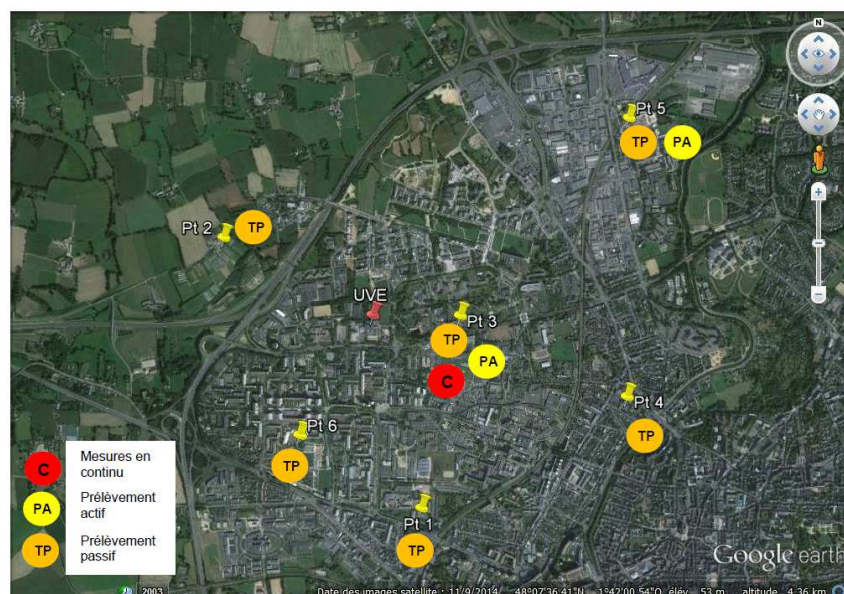 N
Pt 5
TP
PA
Pt 2
TP
UVE
Pt 3
TP
PA
C
Pt 4
TP
Pt 6
TP
Pt 1
TP
C
Mesures en
continu
PA
Prélèvement
actif
TP
Prélèvement
passif
Google earth
2003
Date des images satellite : 11/9/2014 48°07'36.41"N 1°42'00.54"O élév. 53 m altitude 4.36 km